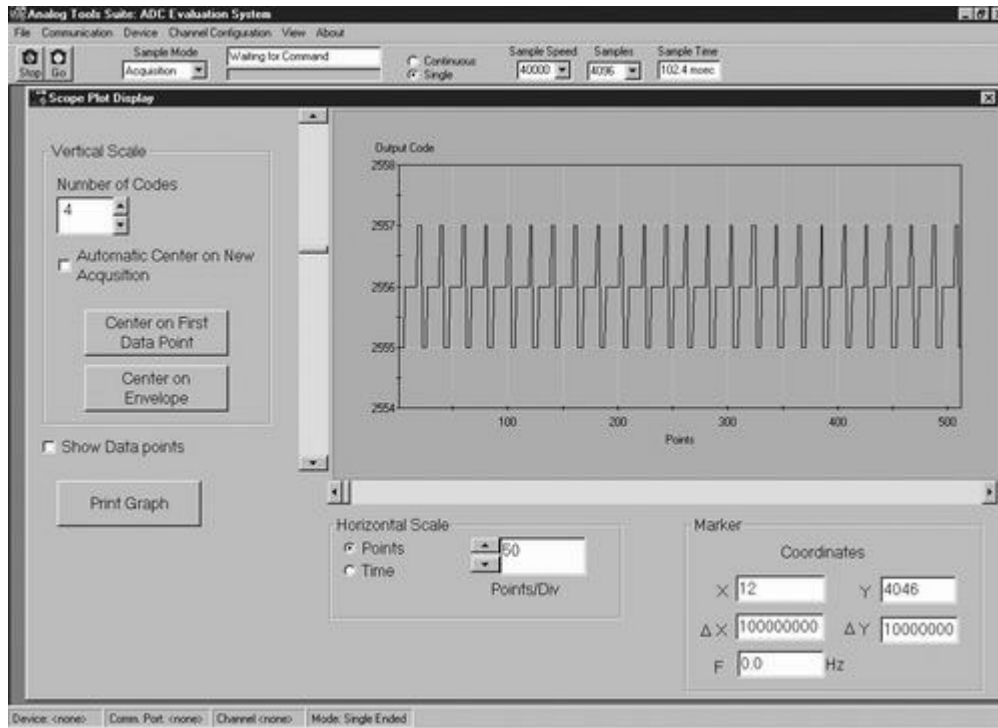 Analog Tools Suite: ADC Evaluation System
File Communication Device Channel Configuration View About
Stop Go
Sample Mode
Acquisition
Waiting for Command
Continuous
Single
Sample Speed
40000
Samples
4096
Sample Time
102.4 msec
Scope Plot Display
Vertical Scale
Number of Codes
4
Automatic Center on New
Acqusition
Center on First
Data Point
Center on
Envelope
Show Data points
Print Graph
Output Code
2558
2557
2556
2555
2554
100 200 300 400 500
Points
Horizontal Scale
Points
Time
50
Points/Div
Marker
Coordinates
X 12 Y 4046
Δ X 100000000 Δ Y 10000000
F 0.0 Hz
Device: <none> Comm. Port: <none> Channel <none> Mode: Single Ended